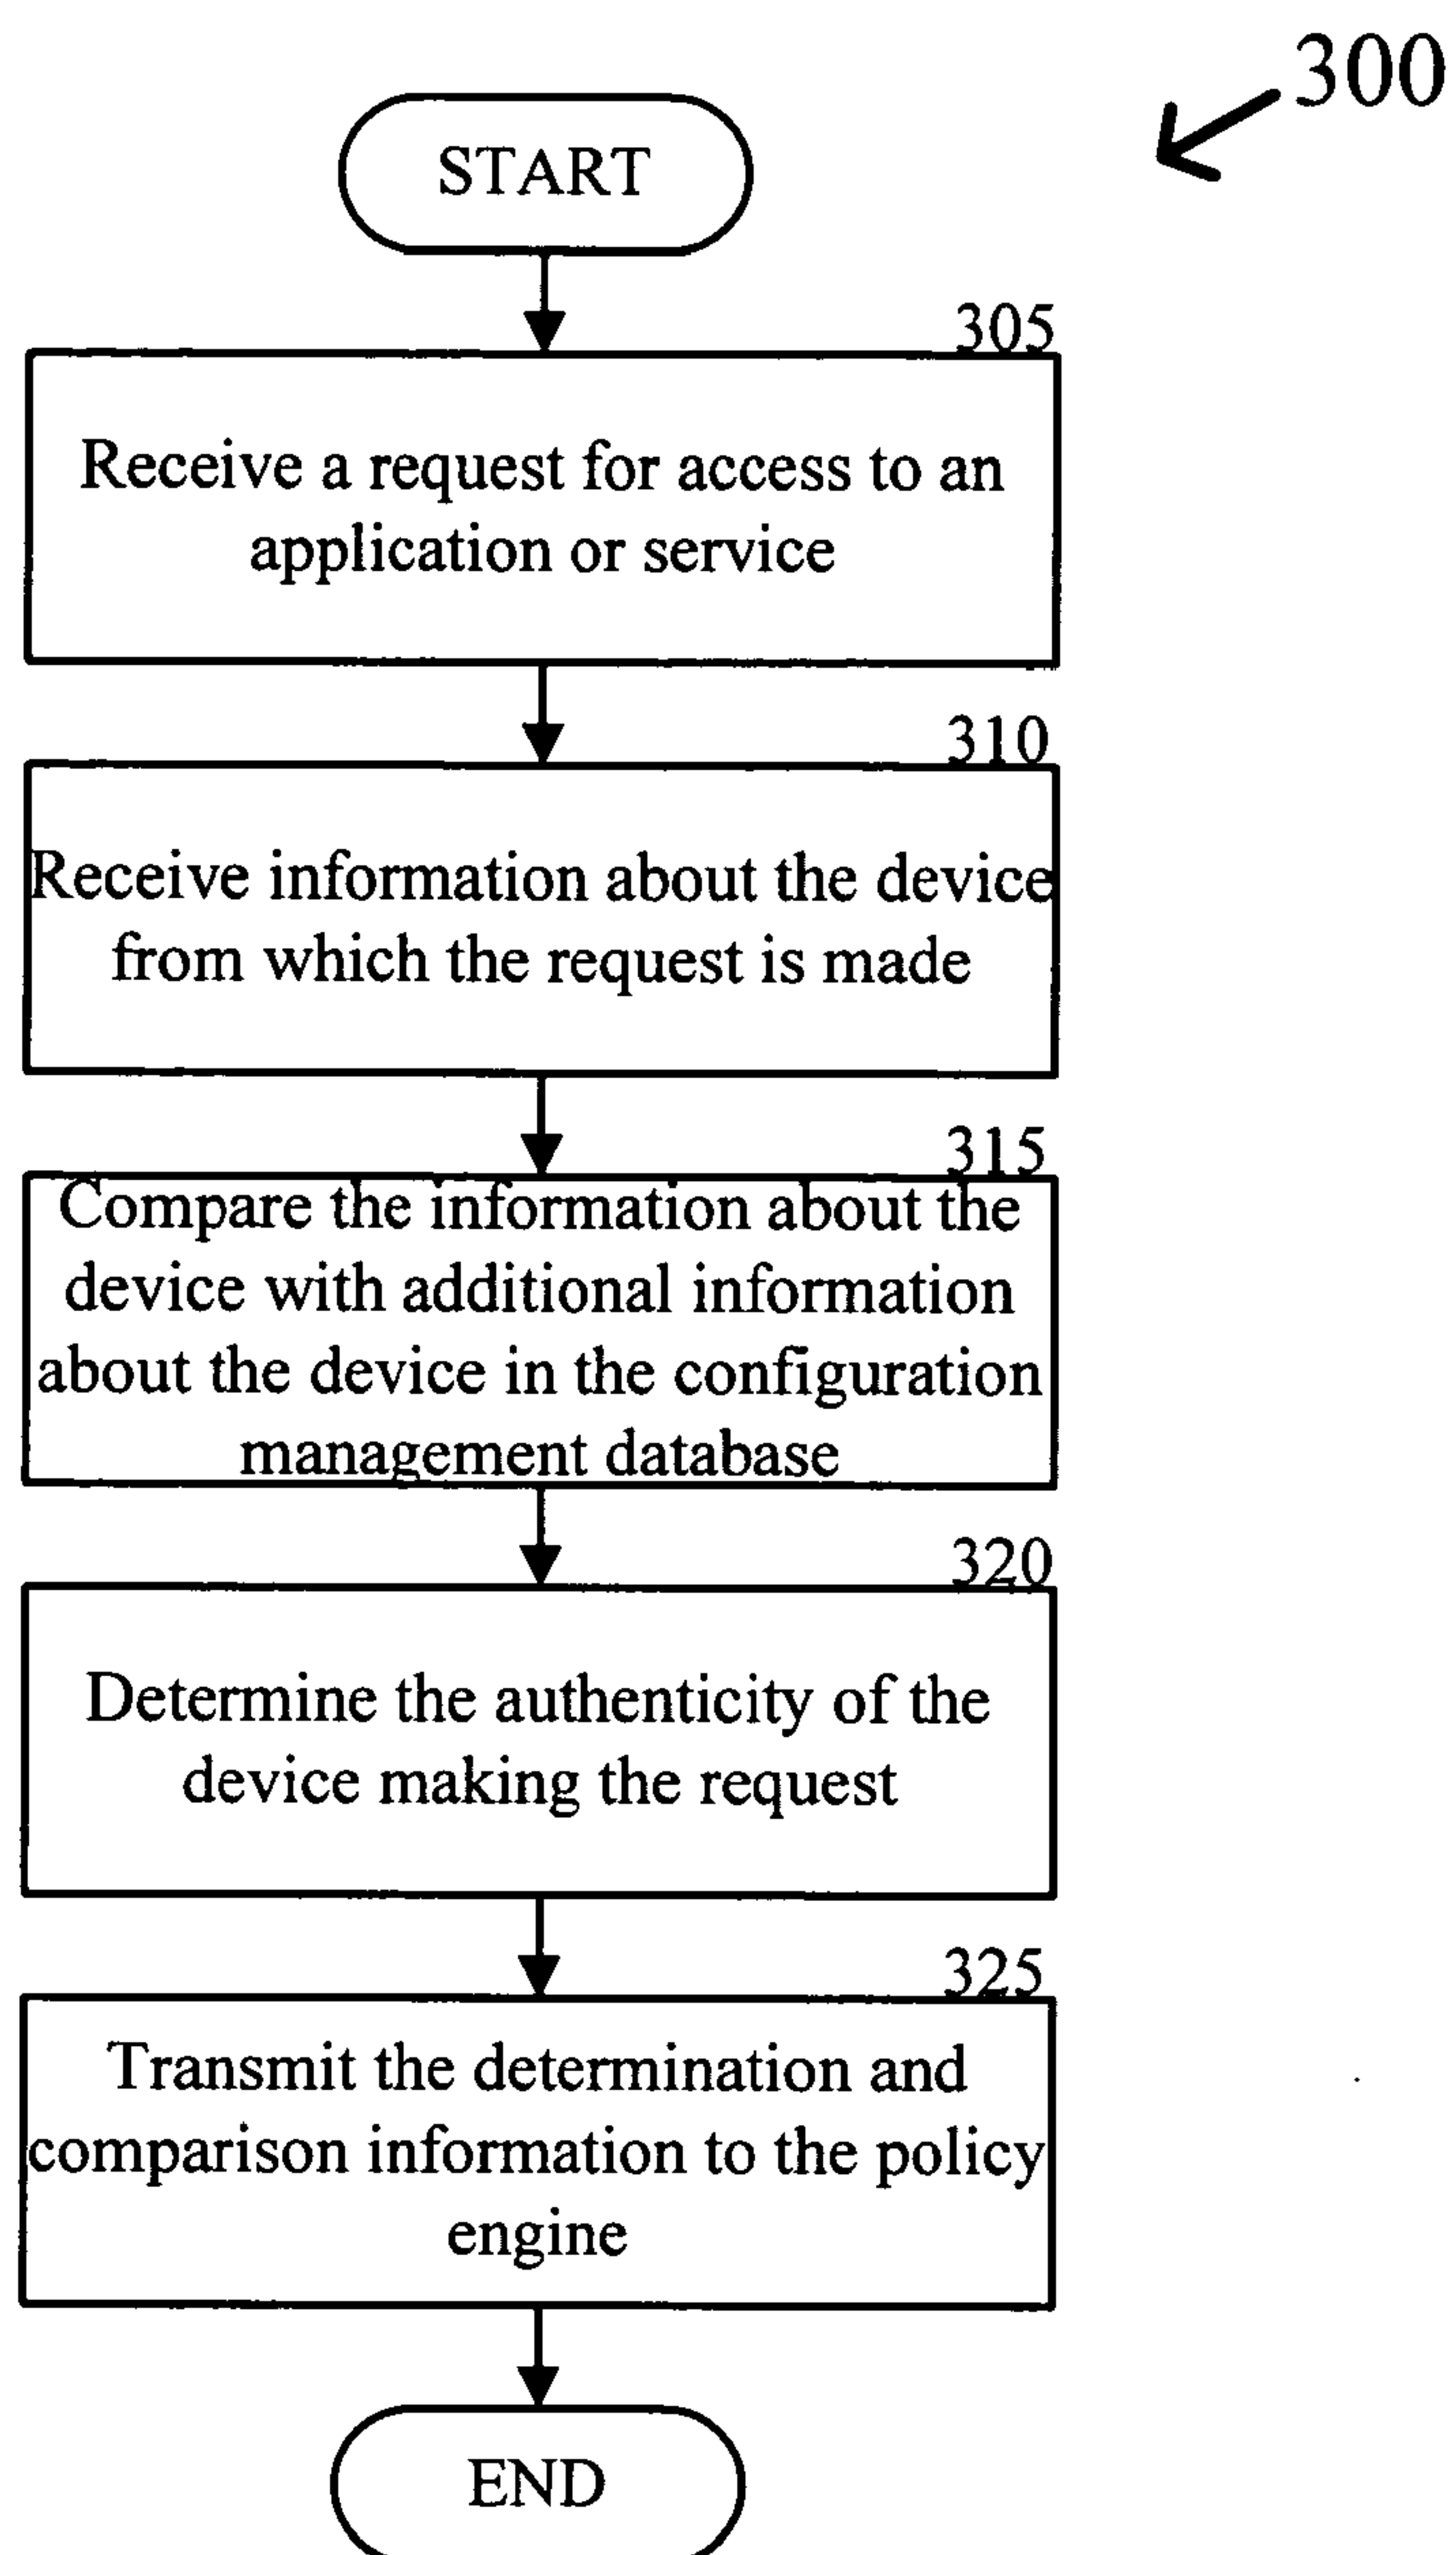 300
START
305
Receive a request for access to an
application or service
310
Receive information about the device
from which the request is made
315
Compare the information about the
device with additional information
about the device in the configuration
management database
320
Determine the authenticity of the
device making the request
325
Transmit the determination and
comparison information to the policy
engine
END